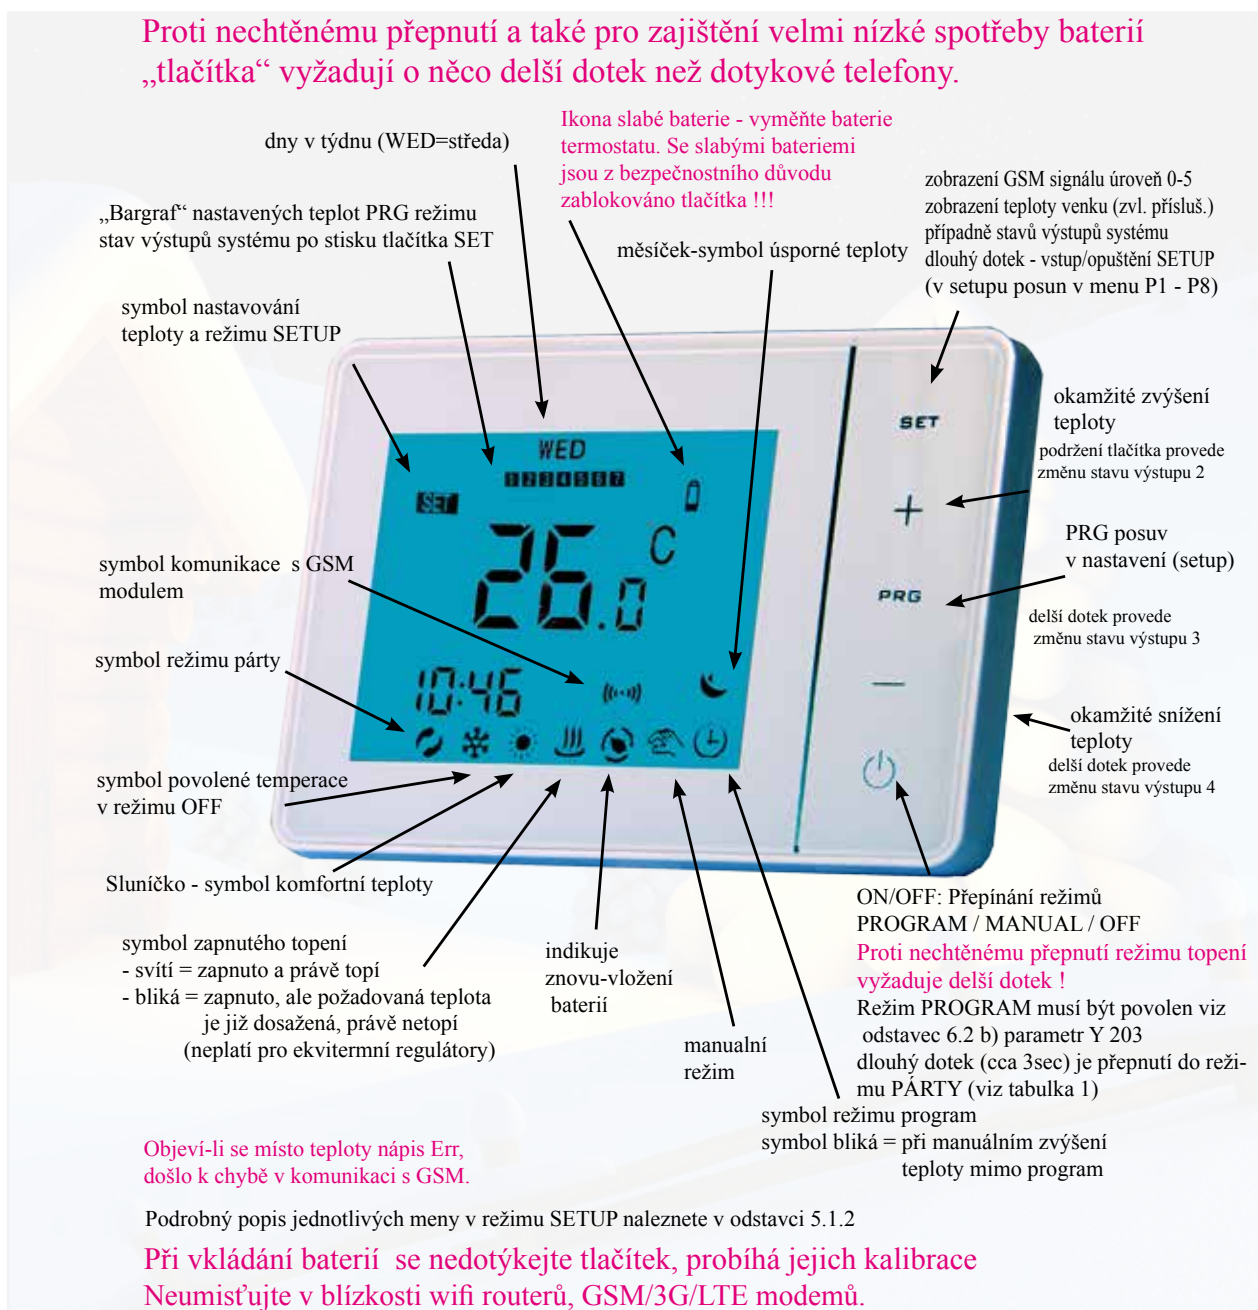 Proti nechtěnému přepnutí a také pro zajištění velmi nízké spotřeby baterií
„tlačítka“ vyžadují o něco delší dotek než dotykové telefony.
dny v týdnu (WED=středa)
Ikona slabé baterie - vyměňte baterie
termostatu. Se slabými bateriemi
jsou z bezpečnostního důvodu
zablokováno tlačítka !!!
zobrazení GSM signálu úroveň 0-5
zobrazení teploty venku (zvl. přísluš.)
případně stavů výstupů systému
dlouhý dotek - vstup/opuštění SETUP
(v setupu posun v menu P1 - P8)
„Bargraf“ nastavených teplot PRG režimu
stav výstupů systému po stisku tlačítka SET
měsíček-symbol úsporné teploty
symbol nastavování
teploty a režimu SETUP
okamžité zvýšení
teploty
podržení tlačítka provede
změnu stavu výstupu 2
SET
WED
1 2 3 4 5 6 7
SET
26.0 C
PRG posuv
v nastavení (setup)
PRG
symbol komunikace s GSM
modulem
delší dotek provede
změnu stavu výstupu 3
symbol režimu párty
10:46
okamžité snížení
teploty
delší dotek provede
změnu stavu výstupu 4
symbol povolené temperace
v režimu OFF
Sluníčko - symbol komfortní teploty
symbol zapnutého topení
- svítí = zapnuto a právě topí
- bliká = zapnuto, ale požadovaná teplota
je již dosažená, právě netopí
(neplatí pro ekvitermní regulátory)
indikuje
znovu-vložení
baterií
manualní
režim
ON/OFF: Přepínání režimů
PROGRAM / MANUAL / OFF
Proti nechtěnému přepnutí režimu topení
vyžaduje delší dotek !
Režim PROGRAM musí být povolen viz
odstavec 6.2 b) parametr Y 203
dlouhý dotek (cca 3sec) je přepnutí do reži-
mu PÁRTY (viz tabulka 1)
symbol režimu program
symbol bliká = při manuálním zvýšení
teploty mimo program
Objeví-li se místo teploty nápis Err,
došlo k chybě v komunikaci s GSM.
Podrobný popis jednotlivých meny v režimu SETUP naleznete v odstavci 5.1.2
Při vkládání baterií se nedotýkejte tlačítek, probíhá jejich kalibrace
Neumisťujte v blízkosti wifi routerů, GSM/3G/LTE modemů.